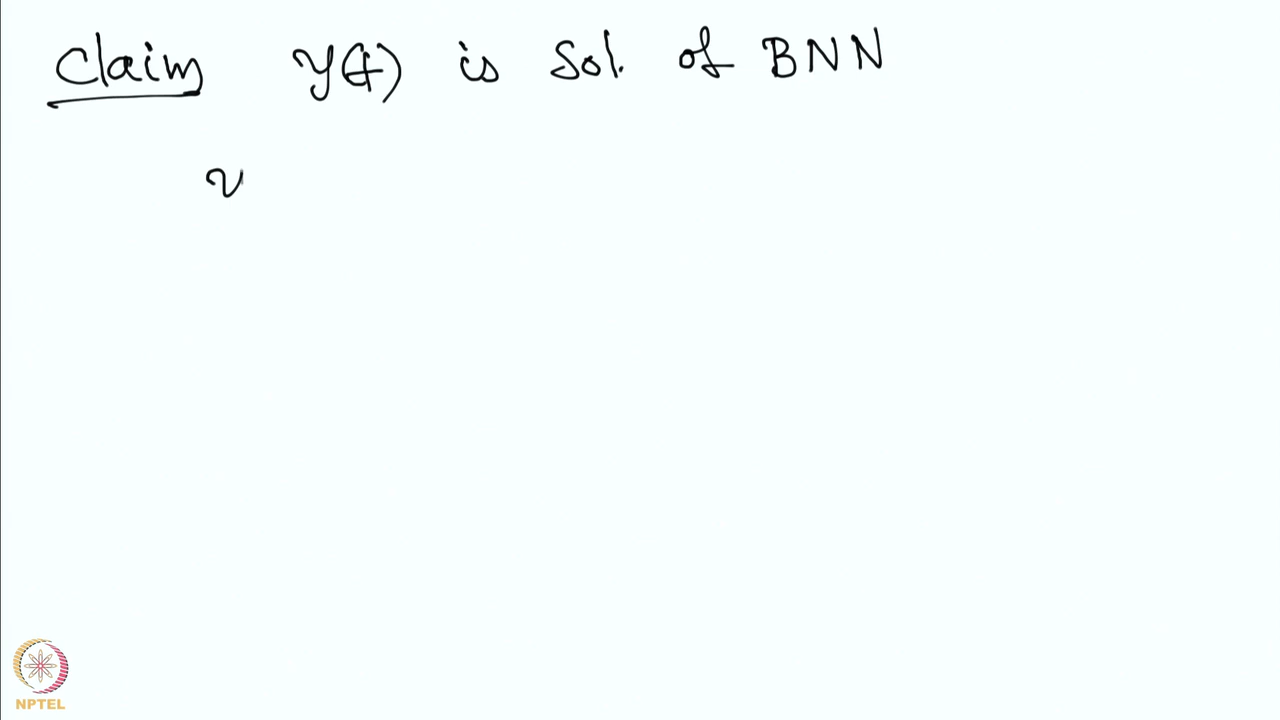 Claim y(t) is Sol. of BNN
v
NPTEL